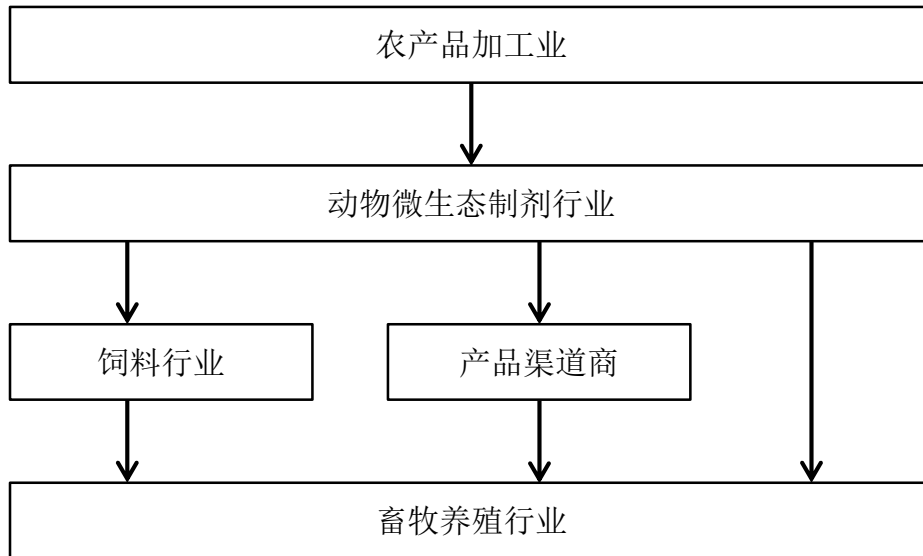 农产品加工业
动物微生态制剂行业
饲料行业
产品渠道商
畜牧养殖行业